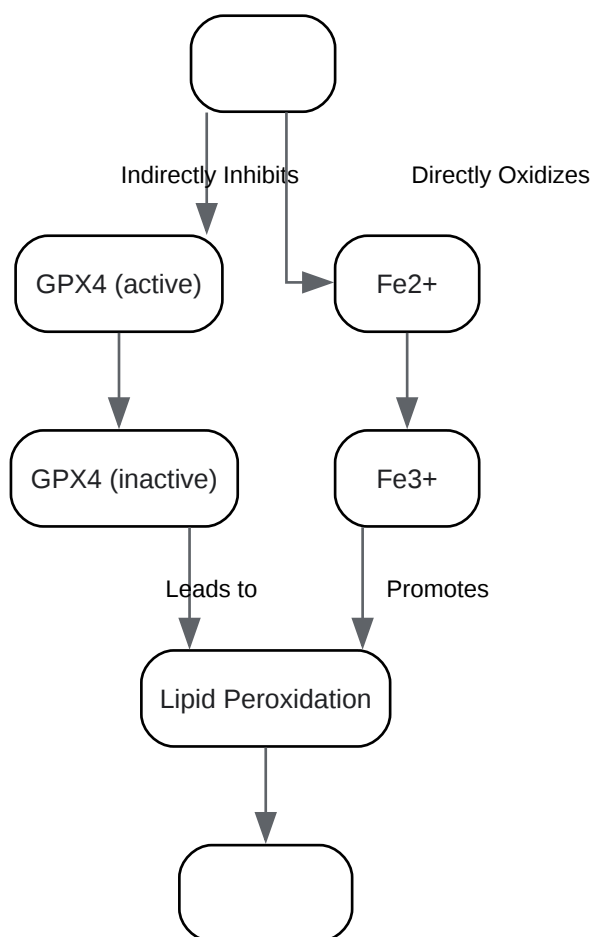 Indirectly Inhibits
Directly Oxidizes
GPX4 (active)
Fe2+
GPX4 (inactive)
Fe3+
Leads to
Promotes
Lipid Peroxidation